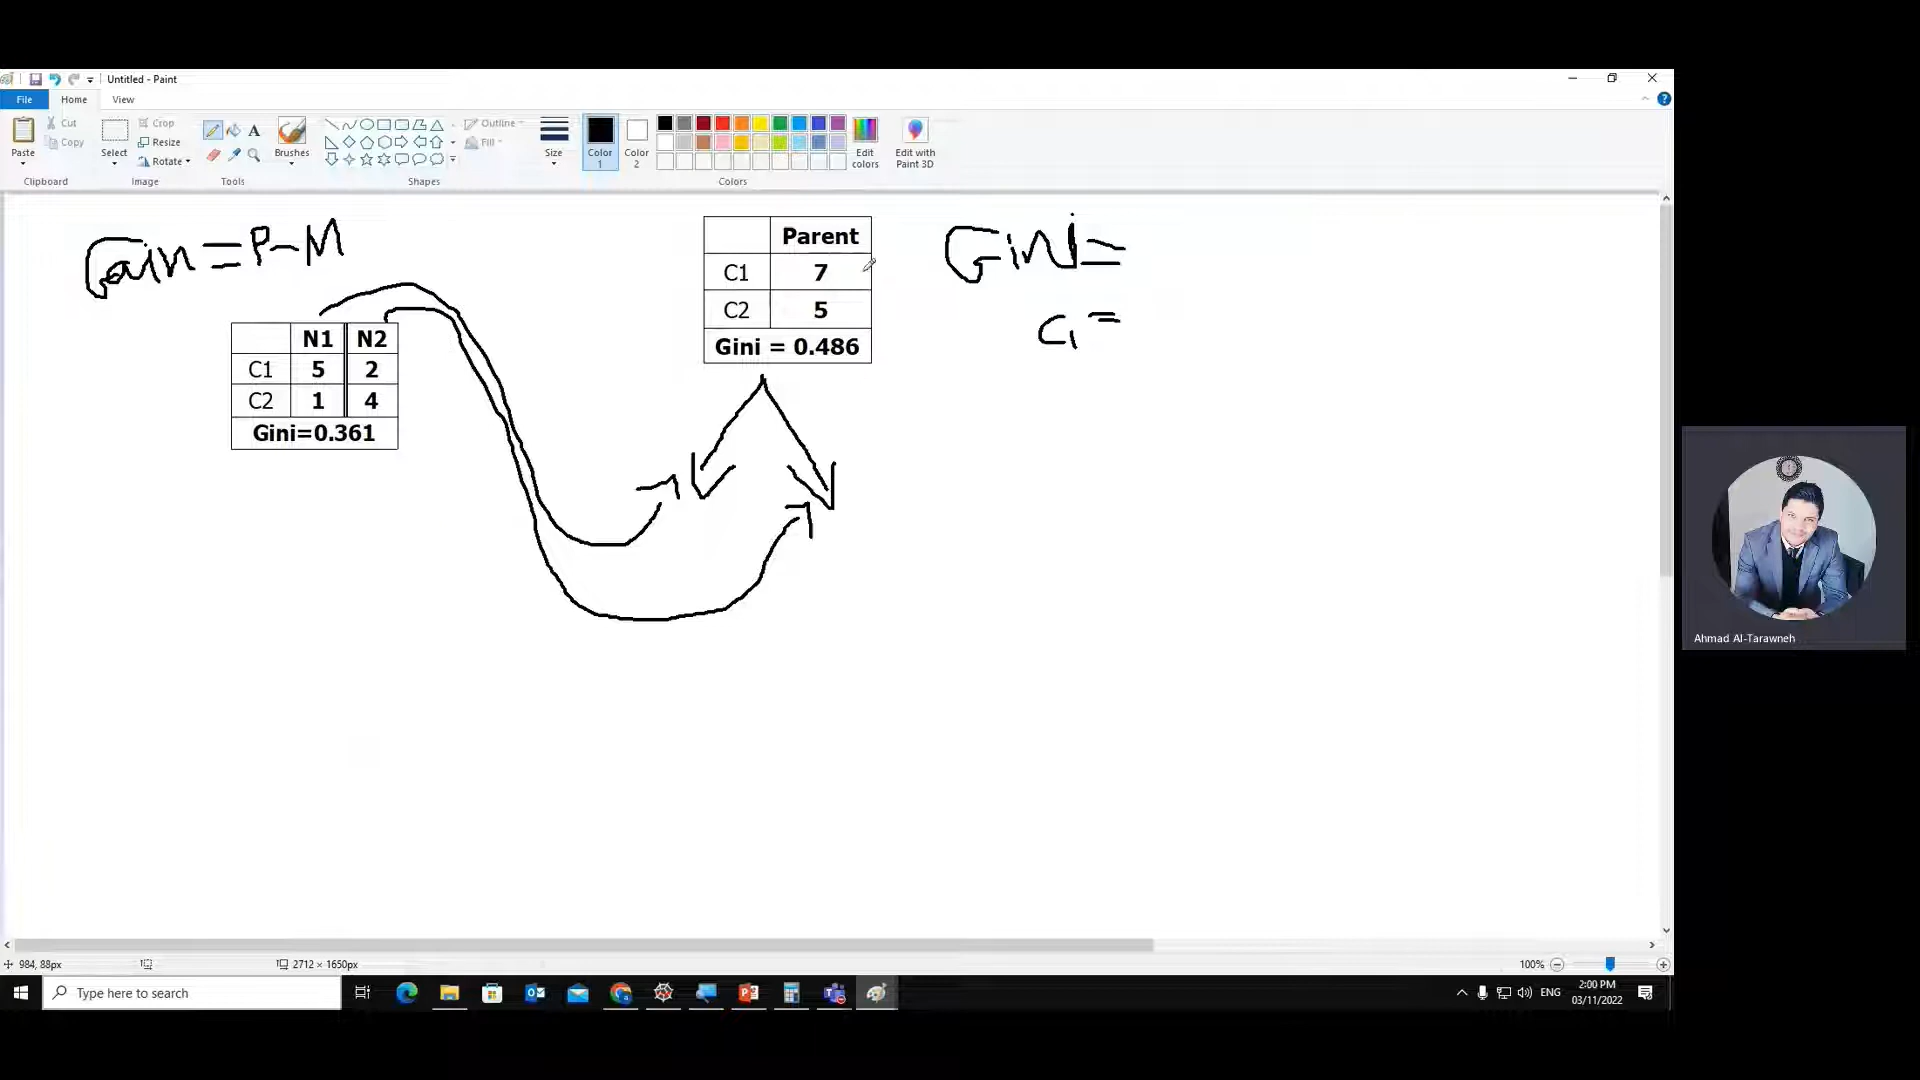 Untitled - Paint
File Home View
Paste
Cut
Copy
Clipboard
Select
Crop
Resize
Rotate
Image
Tools
Brushes
Outline
Fill
Shapes
Size
Color 1
Color 2
Edit colors
Edit with Paint 3D
Colors
Gain = P - M
N1 N2
C1 5 2
C2 1 4
Gini=0.361
Parent
C1 7
C2 5
Gini = 0.486
Gini =
C1 =
Ahmad Al-Tarawneh
984, 88px
2712 × 1650px
100%
Type here to search
ENG
2:00 PM
03/11/2022